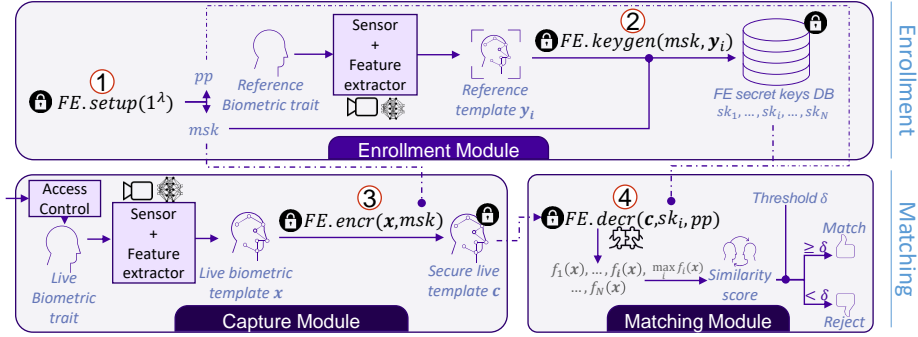 1
FE.setup(1^λ)
pp
msk
Reference
Biometric trait
Sensor
+
Feature
extractor
Reference
template y_i
2
FE.keygen(msk, y_i)
FE secret keys DB
sk_1, ..., sk_i, ..., sk_N
Enrollment Module
Enrollment
Access
Control
Live
Biometric
trait
Sensor
+
Feature
extractor
Live biometric
template x
3
FE.encr(x,msk)
Secure live
template c
Capture Module
4
FE.decr(c,sk_i,pp)
f_1(x), ..., f_i(x),
..., f_N(x)
max_i f_i(x)
Similarity
score
Threshold δ
≥ δ
Match
< δ
Reject
Matching Module
Matching